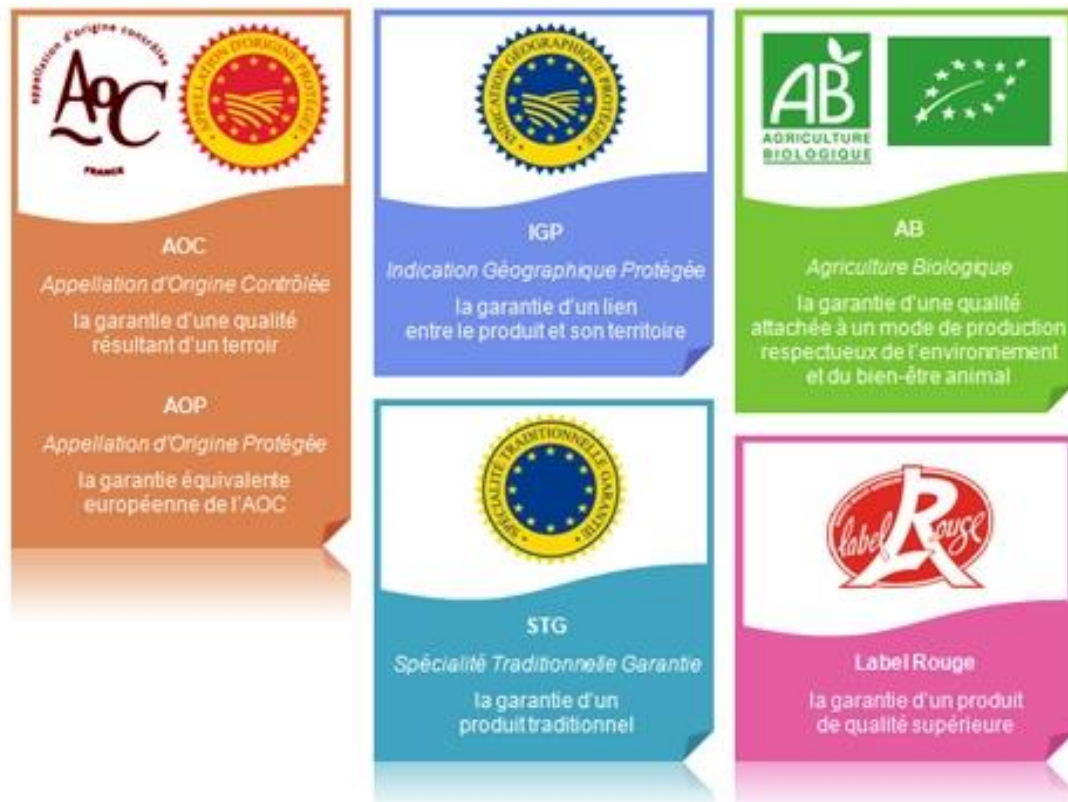 appellation d'origine contrôlée
AOC
FRANCE
APPELLATION D'ORIGINE PROTÉGÉE
AOC
Appellation d'Origine Contrôlée
la garantie d'une qualité
résultant d'un terroir
AOP
Appellation d'Origine Protégée
la garantie équivalente
européenne de l'AOC
INDICATION GÉOGRAPHIQUE PROTÉGÉE
IGP
Indication Géographique Protégée
la garantie d'un lien
entre le produit et son territoire
SPÉCIALITÉ TRADITIONNELLE GARANTIE
STG
Spécialité Traditionnelle Garantie
la garantie d'un
produit traditionnel
AB
AGRICULTURE
BIOLOGIQUE
AB
Agriculture Biologique
la garantie d'une qualité
attachée à un mode de production
respectueux de l'environnement
et du bien-être animal
label Rouge
Label Rouge
la garantie d'un produit
de qualité supérieure